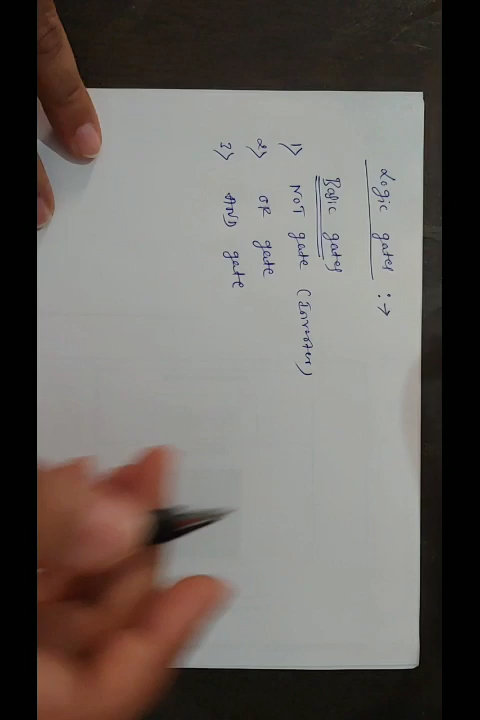 Logic gates :→
Basic gates
1) NOT gate (Inverter)
2) OR gate
3) AND gate